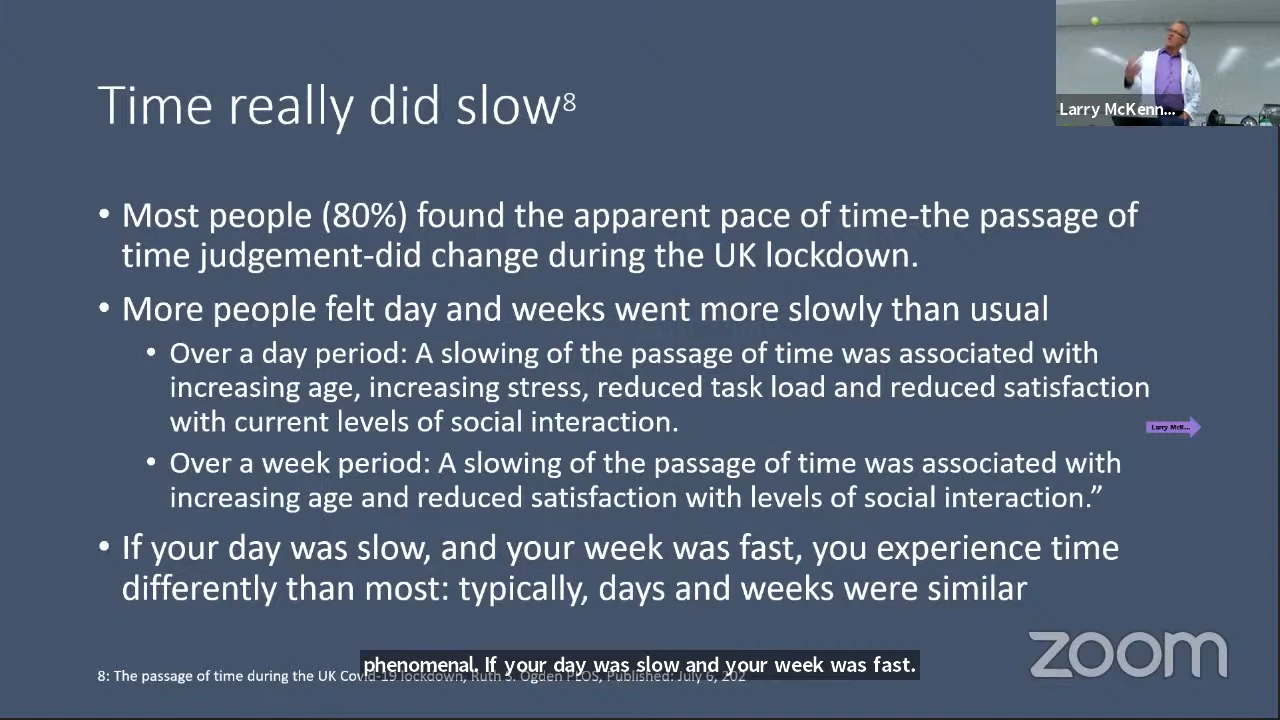 Time really did slow8
Larry McKenn...
• Most people (80%) found the apparent pace of time-the passage of
time judgement-did change during the UK lockdown.
• More people felt day and weeks went more slowly than usual
• Over a day period: A slowing of the passage of time was associated with
increasing age, increasing stress, reduced task load and reduced satisfaction
with current levels of social interaction.
Larry McK...
• Over a week period: A slowing of the passage of time was associated with
increasing age and reduced satisfaction with levels of social interaction.”
• If your day was slow, and your week was fast, you experience time
differently than most: typically, days and weeks were similar
zoom
phenomenal. If your day was slow and your week was fast.
8: The passage of time during the UK Covid-19 lockdown, Ruth S. Ogden PLOS, Published: July 6, 202